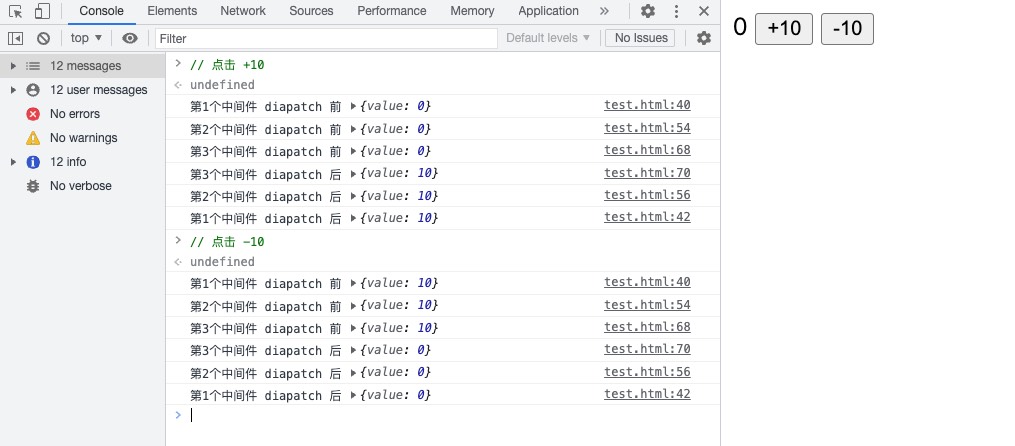 Console Elements Network Sources Performance Memory Application »
top ▼ Filter Default levels ▼ No Issues
12 messages
12 user messages
No errors
No warnings
12 info
No verbose
> // 点击 +10
undefined
第1个中间件 diapatch 前 ▶{value: 0} test.html:40
第2个中间件 diapatch 前 ▶{value: 0} test.html:54
第3个中间件 diapatch 前 ▶{value: 0} test.html:68
第3个中间件 diapatch 后 ▶{value: 10} test.html:70
第2个中间件 diapatch 后 ▶{value: 10} test.html:56
第1个中间件 diapatch 后 ▶{value: 10} test.html:42
> // 点击 -10
undefined
第1个中间件 diapatch 前 ▶{value: 10} test.html:40
第2个中间件 diapatch 前 ▶{value: 10} test.html:54
第3个中间件 diapatch 前 ▶{value: 10} test.html:68
第3个中间件 diapatch 后 ▶{value: 0} test.html:70
第2个中间件 diapatch 后 ▶{value: 0} test.html:56
第1个中间件 diapatch 后 ▶{value: 0} test.html:42
>
0 +10 -10